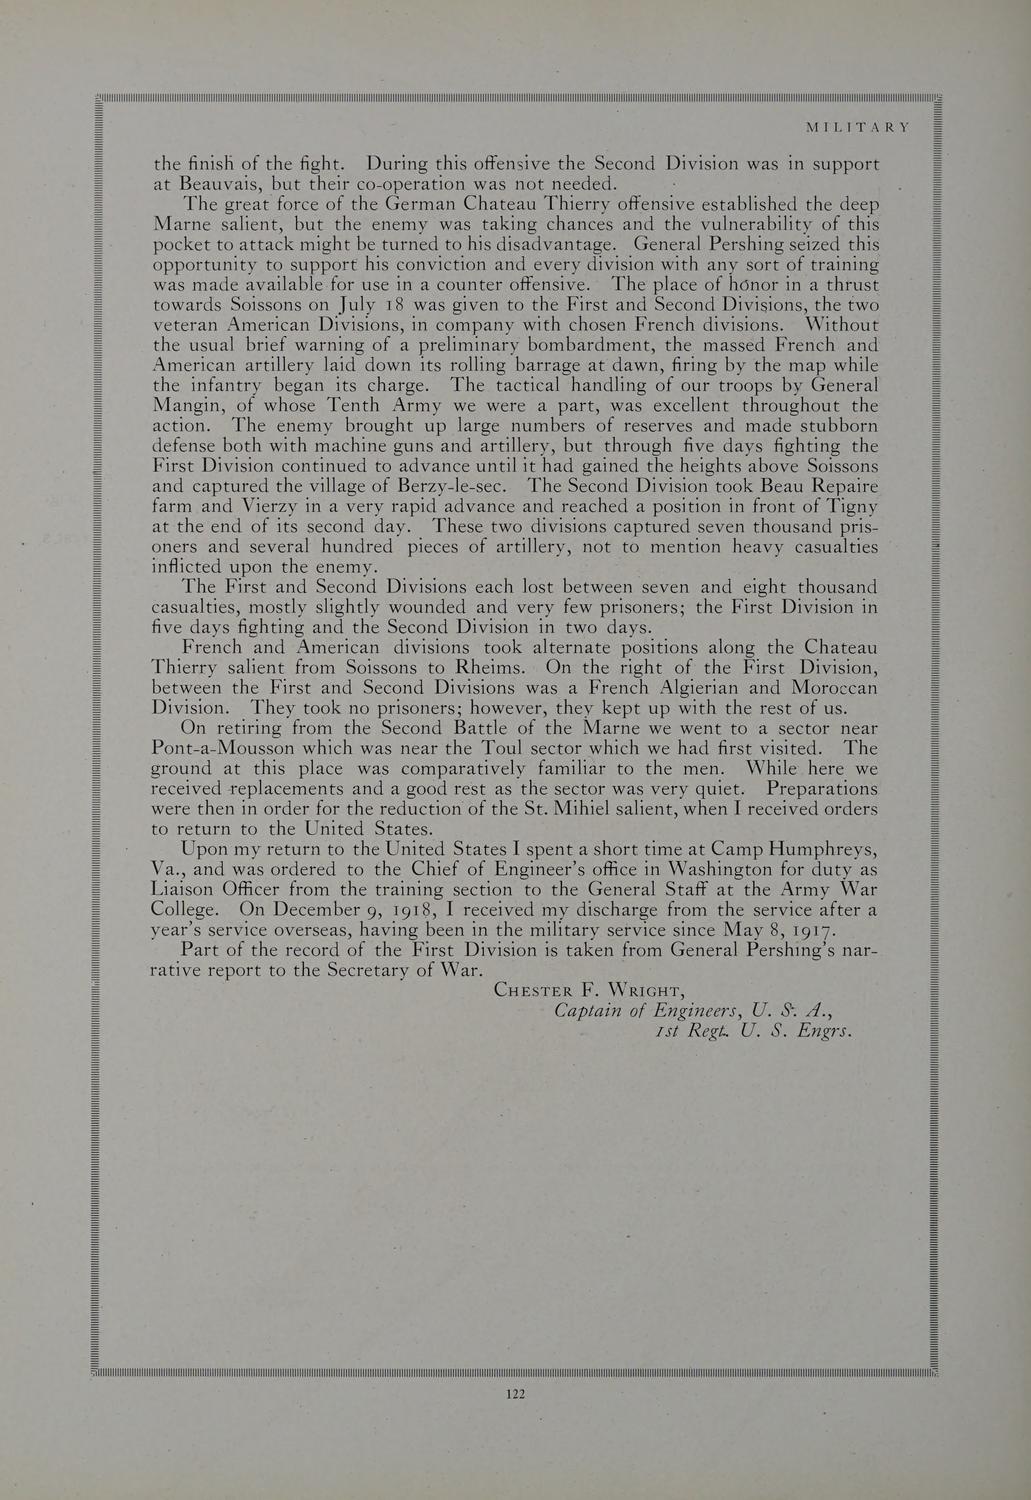 MILITARY
the finish of the fight. During this offensive the Second Division was in support
at Beauvais, but their co-operation was not needed.
The great force of the German Chateau Thierry offensive established the deep
Marne salient, but the enemy was taking chances and the vulnerability of this
pocket to attack might be turned to his disadvantage. General Pershing seized this
opportunity to support his conviction and every division with any sort of training
was made available for use in a counter offensive. The place of honor in a thrust
towards Soissons on July 18 was given to the First and Second Divisions, the two
veteran American Divisions, in company with chosen French divisions. Without
the usual brief warning of a preliminary bombardment, the massed French and
American artillery laid down its rolling barrage at dawn, firing by the map while
the infantry began its charge. The tactical handling of our troops by General
Mangin, of whose Tenth Army we were a part, was excellent throughout the
action. The enemy brought up large numbers of reserves and made stubborn
defense both with machine guns and artillery, but through five days fighting the
First Division continued to advance until it had gained the heights above Soissons
and captured the village of Berzy-le-sec. The Second Division took Beau Repaire
farm and Vierzy in a very rapid advance and reached a position in front of Tigny
at the end of its second day. These two divisions captured seven thousand pris-
oners and several hundred pieces of artillery, not to mention heavy casualties
inflicted upon the enemy.
The First and Second Divisions each lost between seven and eight thousand
casualties, mostly slightly wounded and very few prisoners; the First Division in
five days fighting and the Second Division in two days.
French and American divisions took alternate positions along the Chateau
Thierry salient from Soissons to Rheims. On the right of the First Division,
between the First and Second Divisions was a French Algierian and Moroccan
Division. They took no prisoners; however, they kept up with the rest of us.
On retiring from the Second Battle of the Marne we went to a sector near
Pont-a-Mousson which was near the Toul sector which we had first visited. The
ground at this place was comparatively familiar to the men. While here we
received replacements and a good rest as the sector was very quiet. Preparations
were then in order for the reduction of the St. Mihiel salient, when I received orders
to return to the United States.
Upon my return to the United States I spent a short time at Camp Humphreys,
Va., and was ordered to the Chief of Engineer's office in Washington for duty as
Liaison Officer from the training section to the General Staff at the Army War
College. On December 9, 1918, I received my discharge from the service after a
year's service overseas, having been in the military service since May 8, 1917.
Part of the record of the First Division is taken from General Pershing's nar-
rative report to the Secretary of War.
CHESTER F. WRIGHT,
Captain of Engineers, U. S. A.,
1st Regt. U. S. Engrs.
122